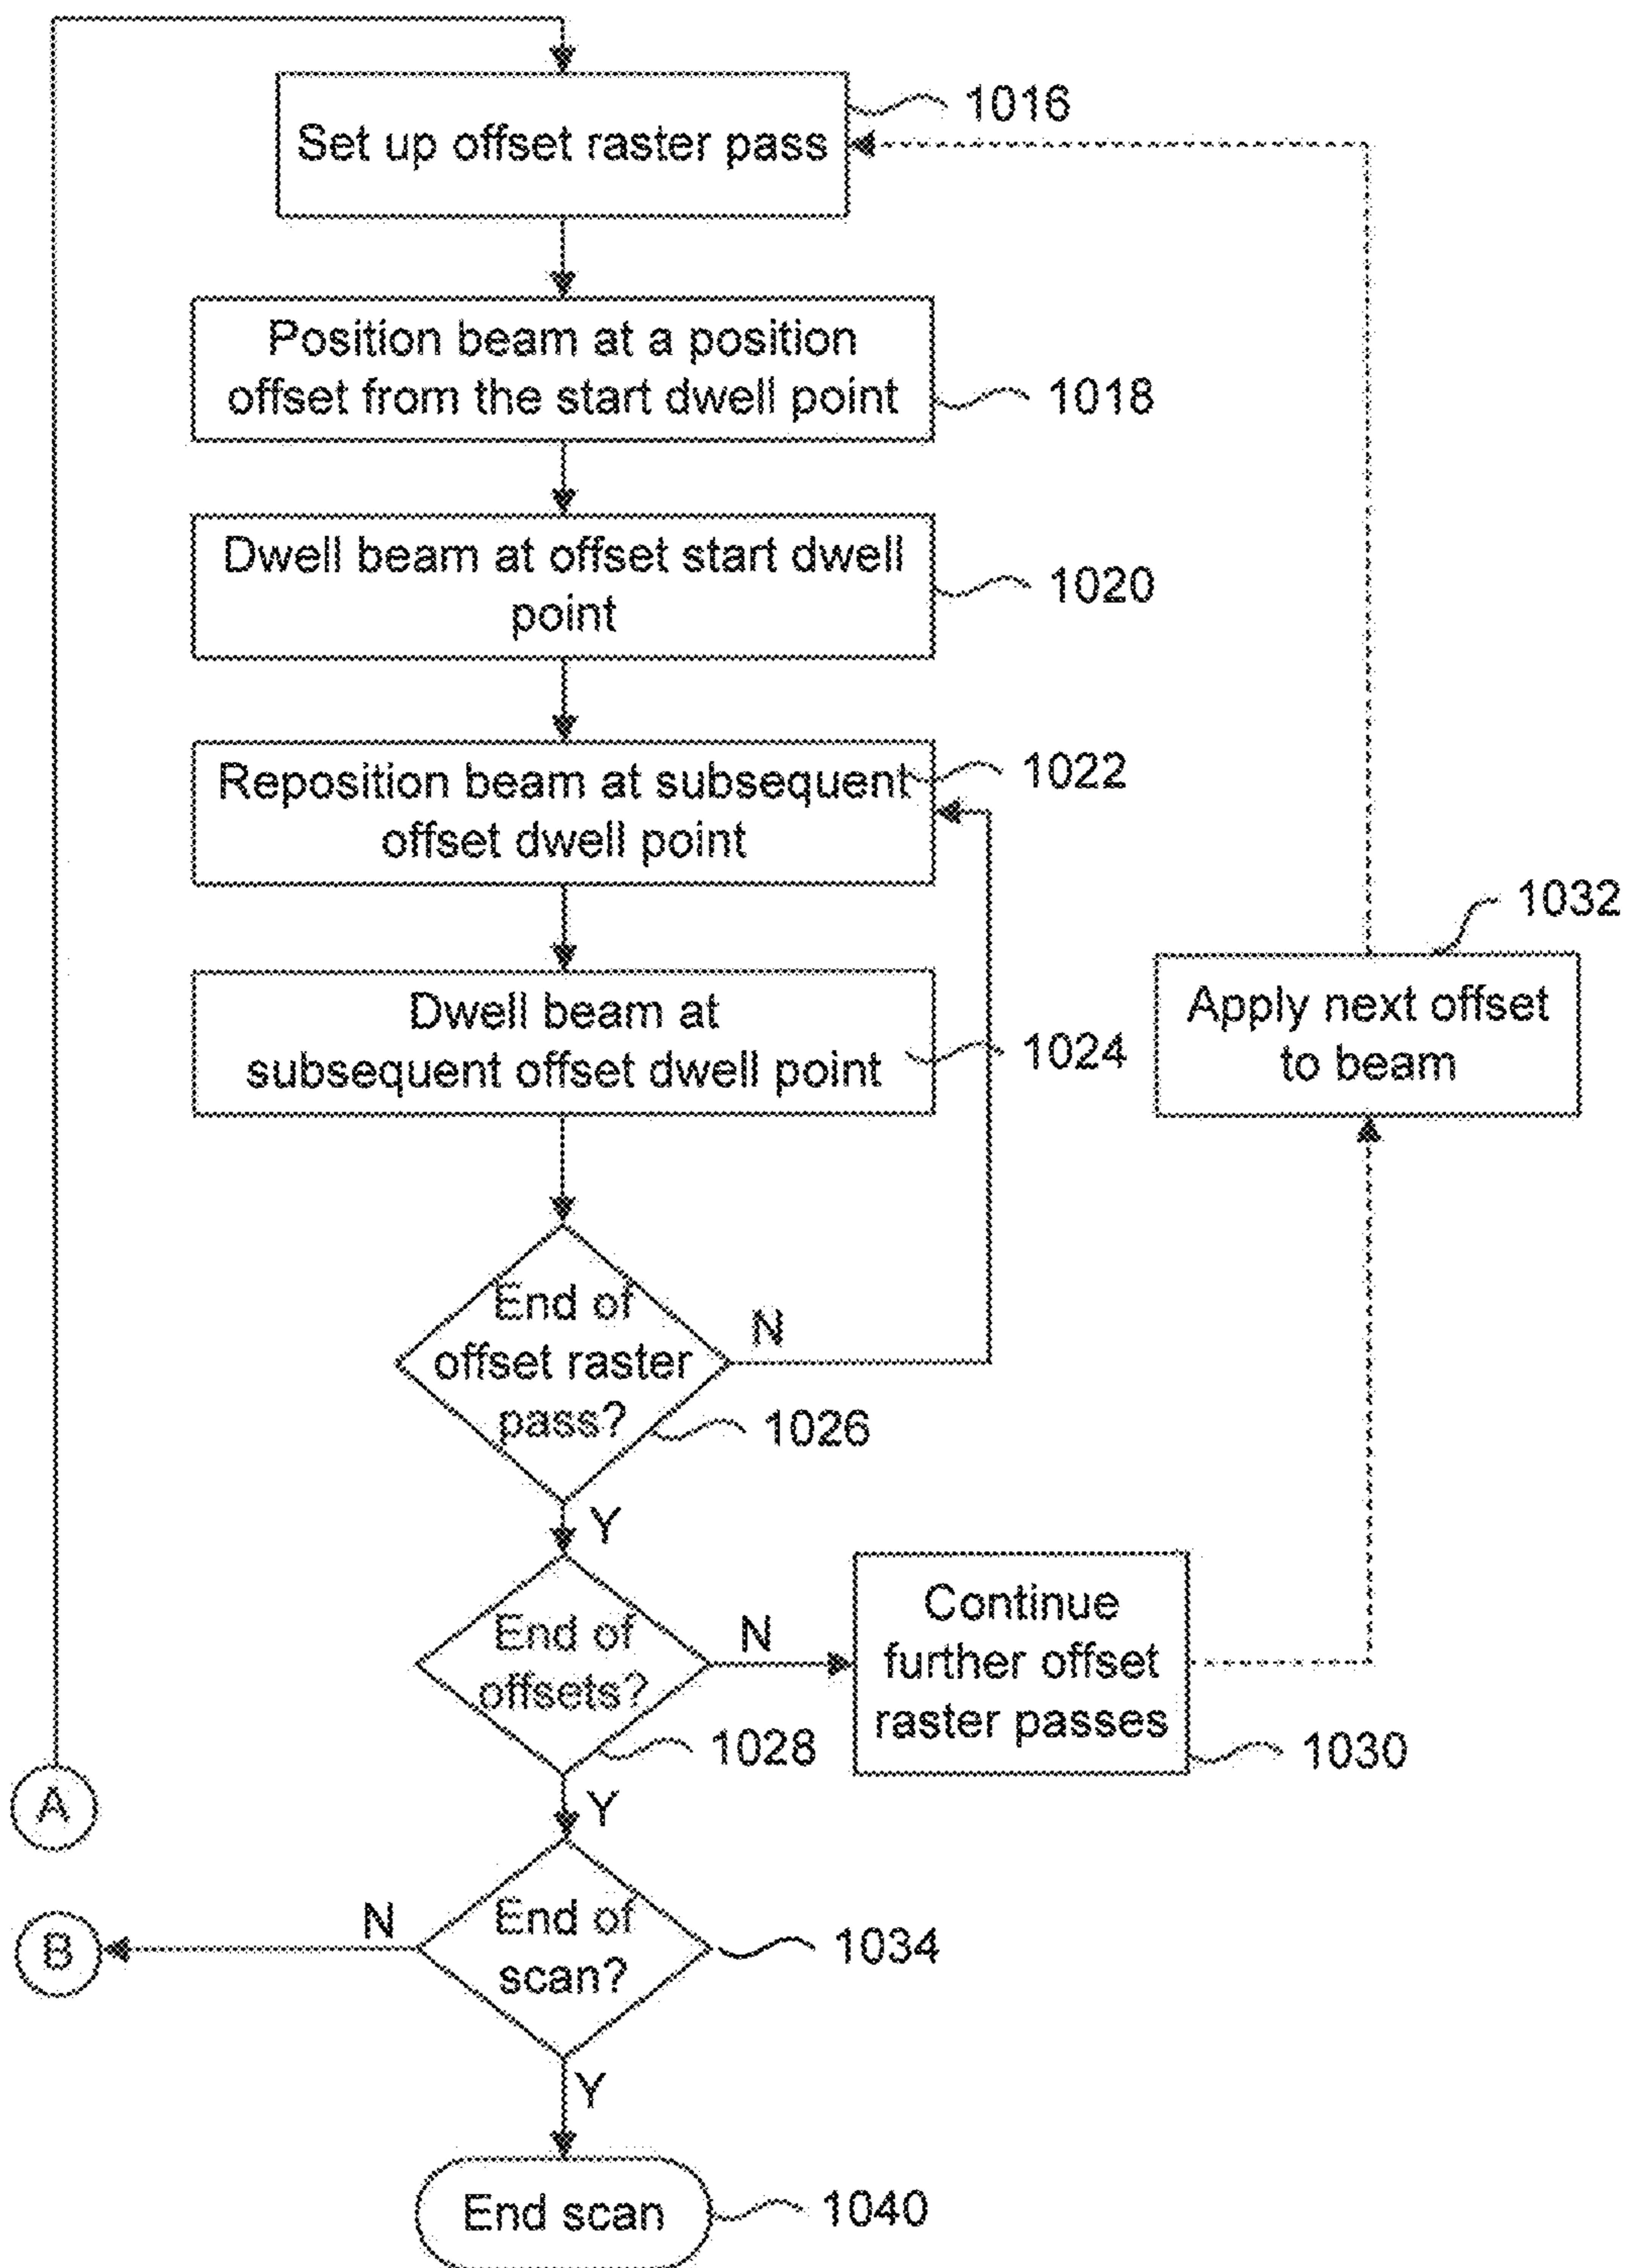 1016
Set up offset raster pass
Position beam at a position
offset from the start dwell point
1018
Dwell beam at offset start dwell
point
1020
Reposition beam at subsequent
offset dwell point
1022
Dwell beam at
subsequent offset dwell point
1024
1032
Apply next offset
to beam
End of
offset raster
pass?
N
1026
Y
End of
offsets?
N
1028
Continue
further offset
raster passes
1030
Y
A
End of
scan?
N
B
1034
Y
End scan
1040